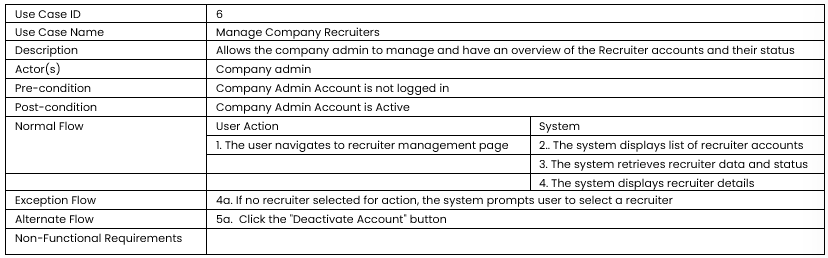 Use Case ID 6
Use Case Name Manage Company Recruiters
Description Allows the company admin to manage and have an overview of the Recruiter accounts and their status
Actor(s) Company admin
Pre-condition Company Admin Account is not logged in
Post-condition Company Admin Account is Active
Normal Flow User Action System
1. The user navigates to recruiter management page 2.. The system displays list of recruiter accounts
3. The system retrieves recruiter data and status
4. The system displays recruiter details
Exception Flow 4a. If no recruiter selected for action, the system prompts user to select a recruiter
Alternate Flow 5a. Click the "Deactivate Account" button
Non-Functional Requirements